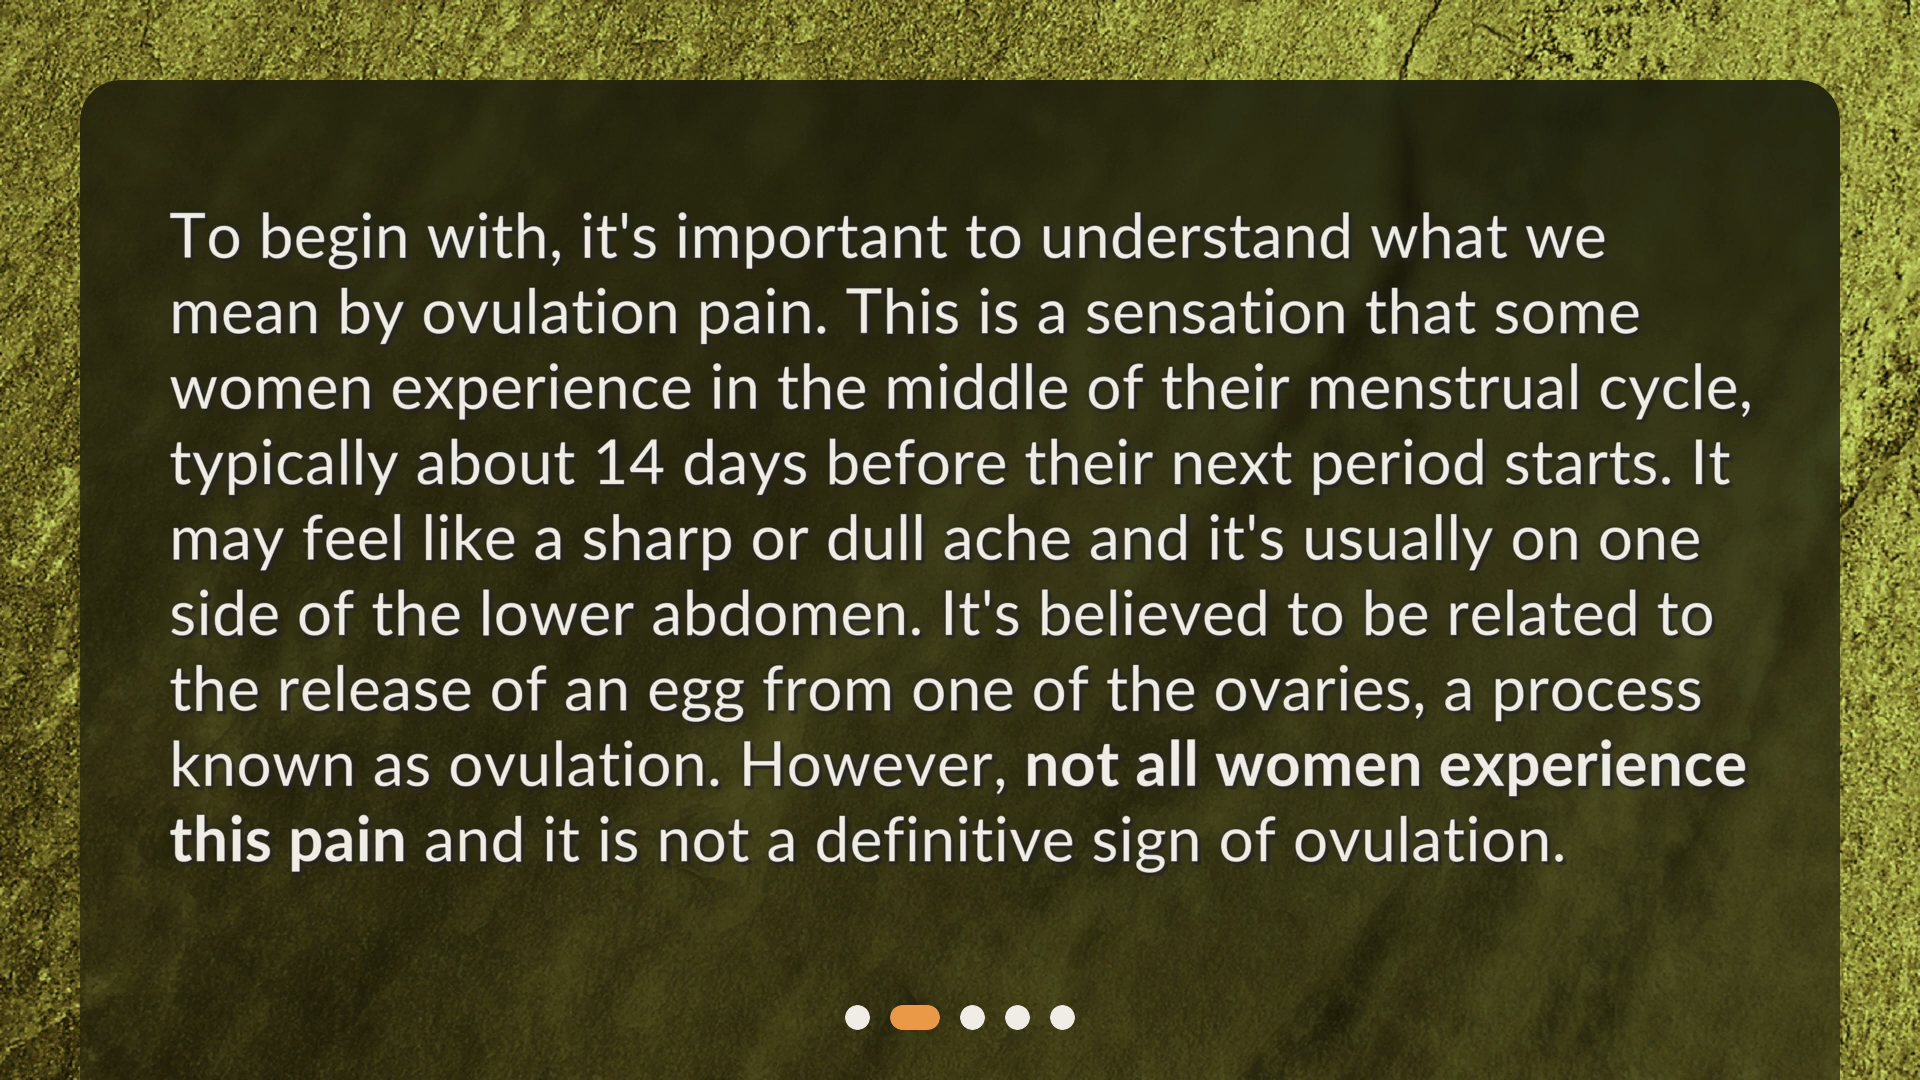 To begin with, it's important to understand what we
mean by ovulation pain. This is a sensation that some
women experience in the middle of their menstrual cycle,
typically about 14 days before their next period starts. It
may feel like a sharp or dull ache and it's usually on one
side of the lower abdomen. It's believed to be related to
the release of an egg from one of the ovaries, a process
known as ovulation. However, not all women experience
this pain and it is not a definitive sign of ovulation.